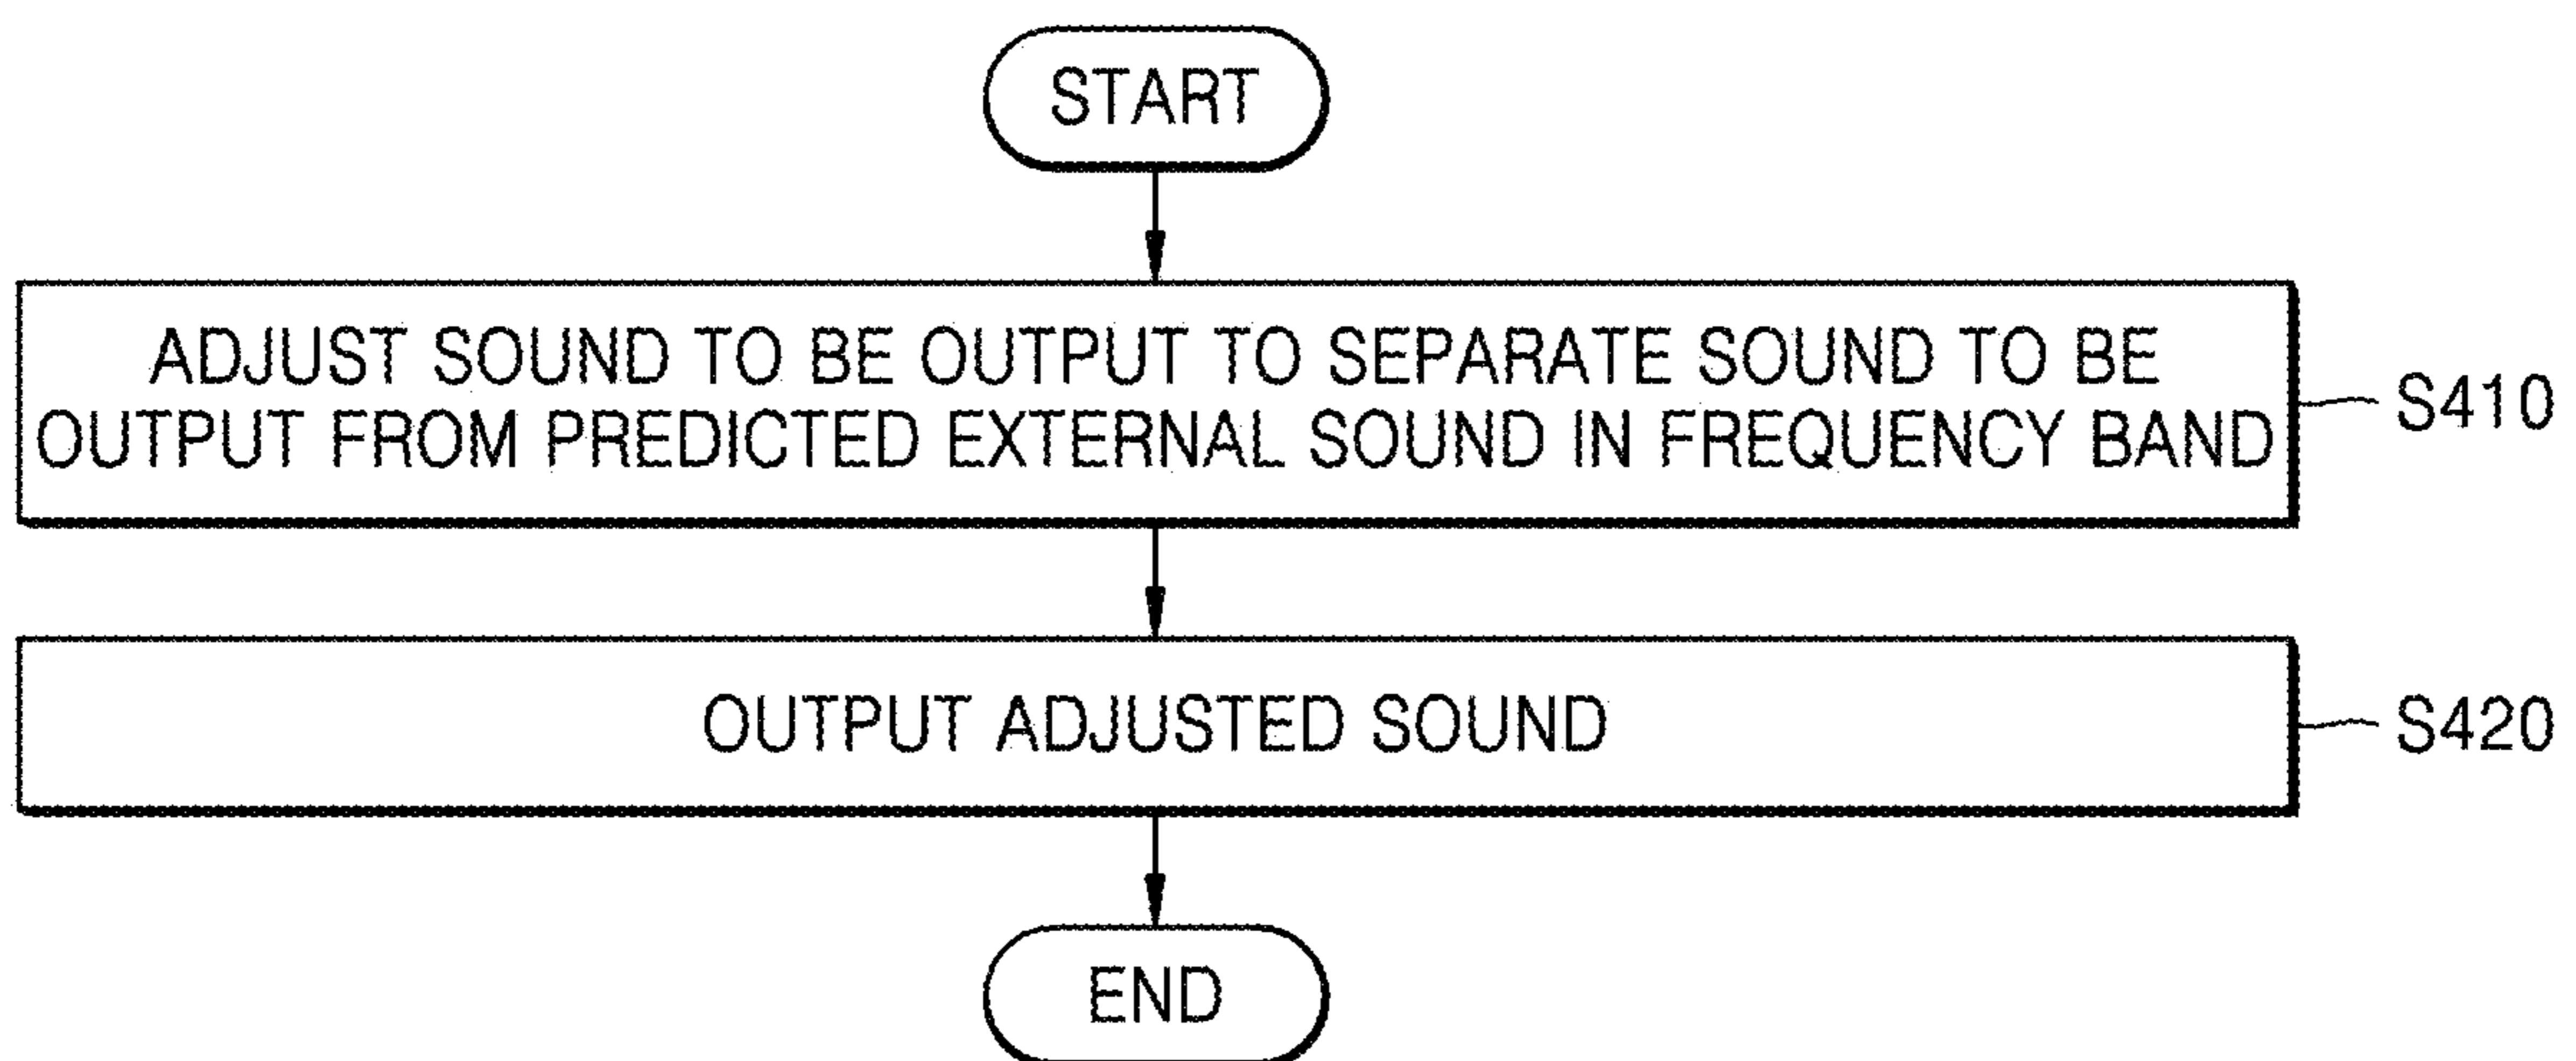 START
ADJUST SOUND TO BE OUTPUT TO SEPARATE SOUND TO BE
OUTPUT FROM PREDICTED EXTERNAL SOUND IN FREQUENCY BAND
S410
OUTPUT ADJUSTED SOUND
S420
END